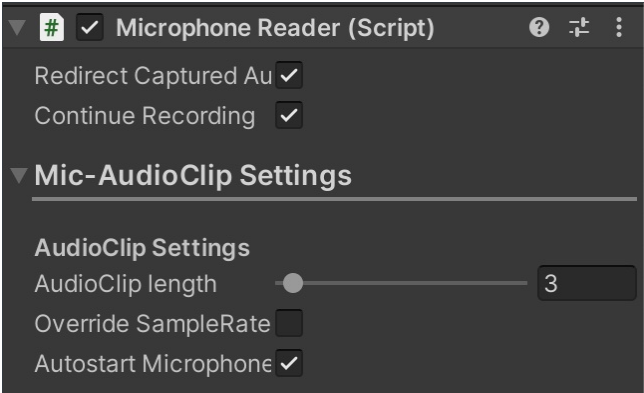 # Microphone Reader (Script) ?
Redirect Captured Au
Continue Recording
Mic-AudioClip Settings
AudioClip Settings
AudioClip length 3
Override SampleRate
Autostart Microphone